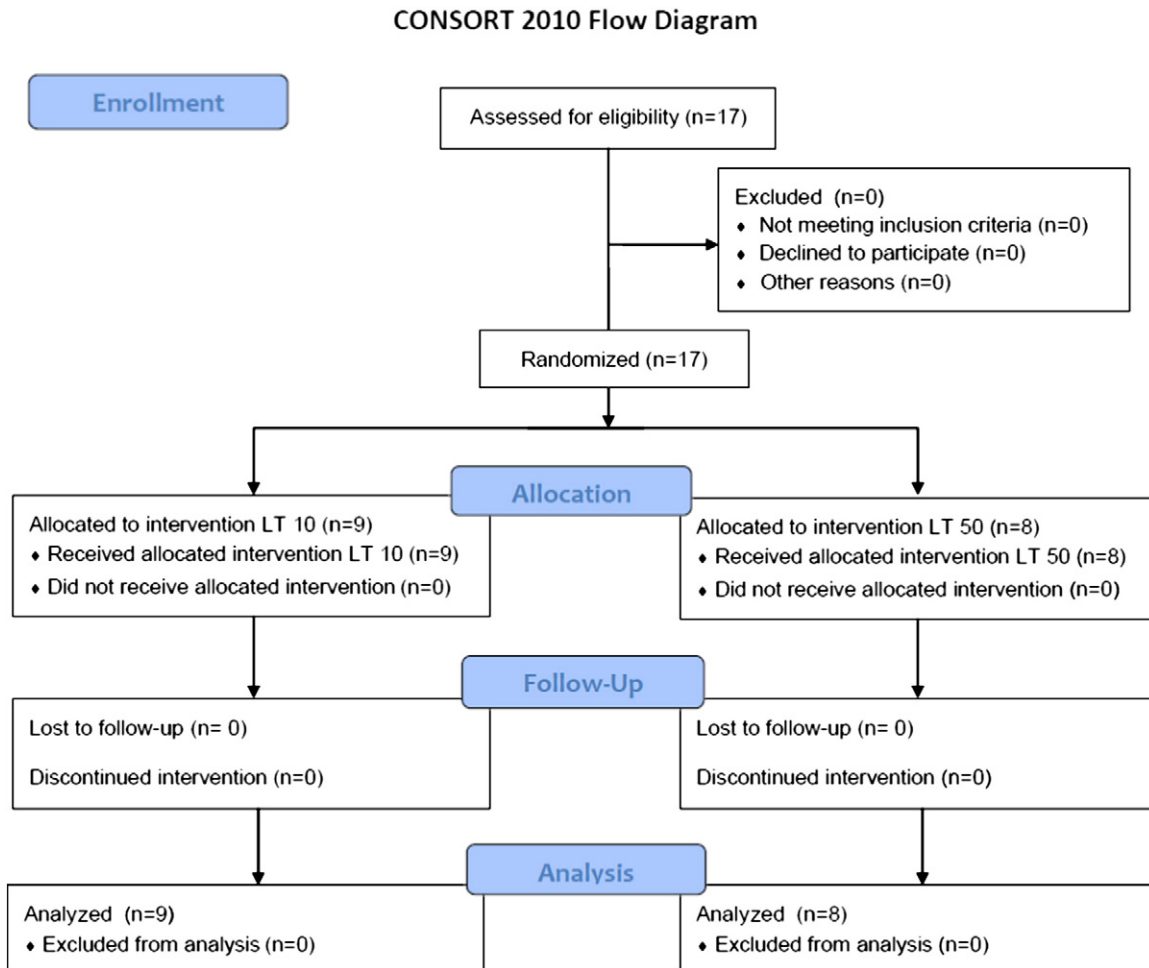 CONSORT 2010 Flow Diagram
Enrollment
Assessed for eligibility (n=17)
Excluded (n=0)
♦ Not meeting inclusion criteria (n=0)
♦ Declined to participate (n=0)
♦ Other reasons (n=0)
Randomized (n=17)
Allocation
Allocated to intervention LT 10 (n=9)
♦ Received allocated intervention LT 10 (n=9)
♦ Did not receive allocated intervention (n=0)
Allocated to intervention LT 50 (n=8)
♦ Received allocated intervention LT 50 (n=8)
♦ Did not receive allocated intervention (n=0)
Follow-Up
Lost to follow-up (n= 0)
Discontinued intervention (n=0)
Lost to follow-up (n= 0)
Discontinued intervention (n=0)
Analysis
Analyzed (n=9)
♦ Excluded from analysis (n=0)
Analyzed (n=8)
♦ Excluded from analysis (n=0)